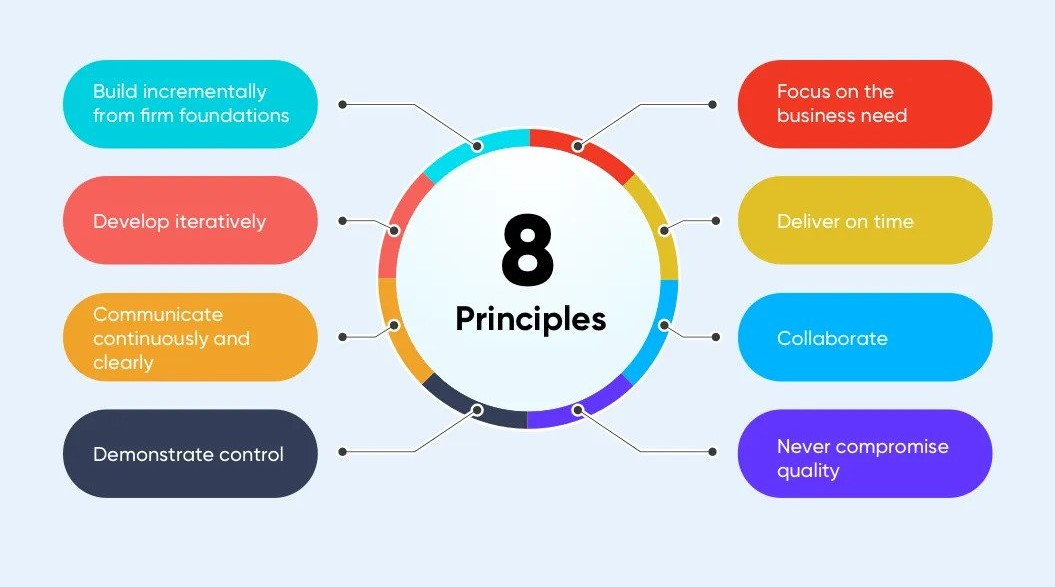 Build incrementally
from firm foundations
Develop iteratively
Communicate
continuously and
clearly
Demonstrate control
8
Principles
Focus on the
business need
Deliver on time
Collaborate
Never compromise
quality